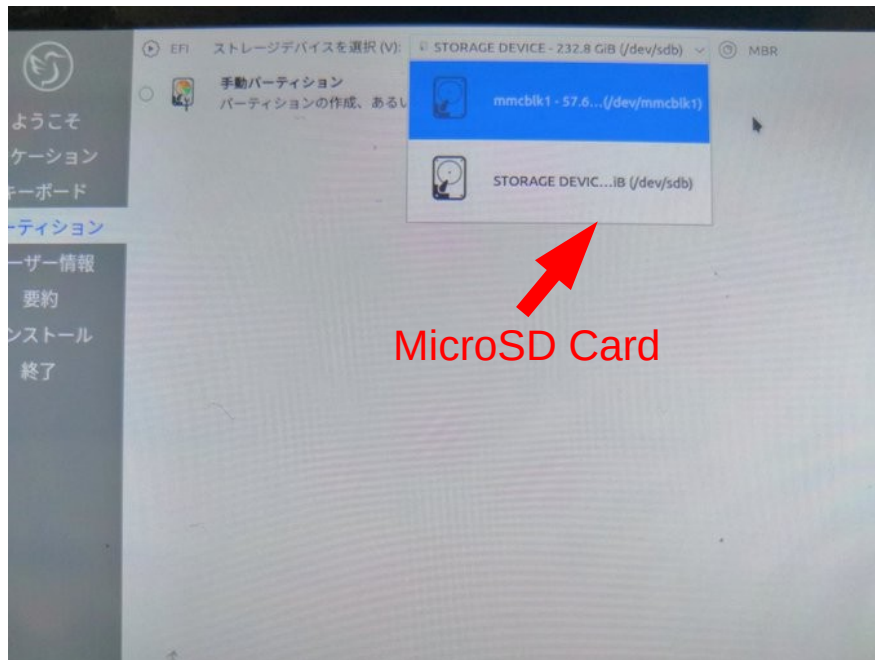 EFI ストレージデバイスを選択 (V): STORAGE DEVICE - 232.8 GiB (/dev/sdb) MBR
手動パーティション
パーティションの作成、ある
mmcblk1 - 57.6...(/dev/mmcblk1)
STORAGE DEVIC...iB (/dev/sdb)
ようこそ
ケーション
キーボード
ーティション
ーザー情報
要約
ンストール
終了
MicroSD Card